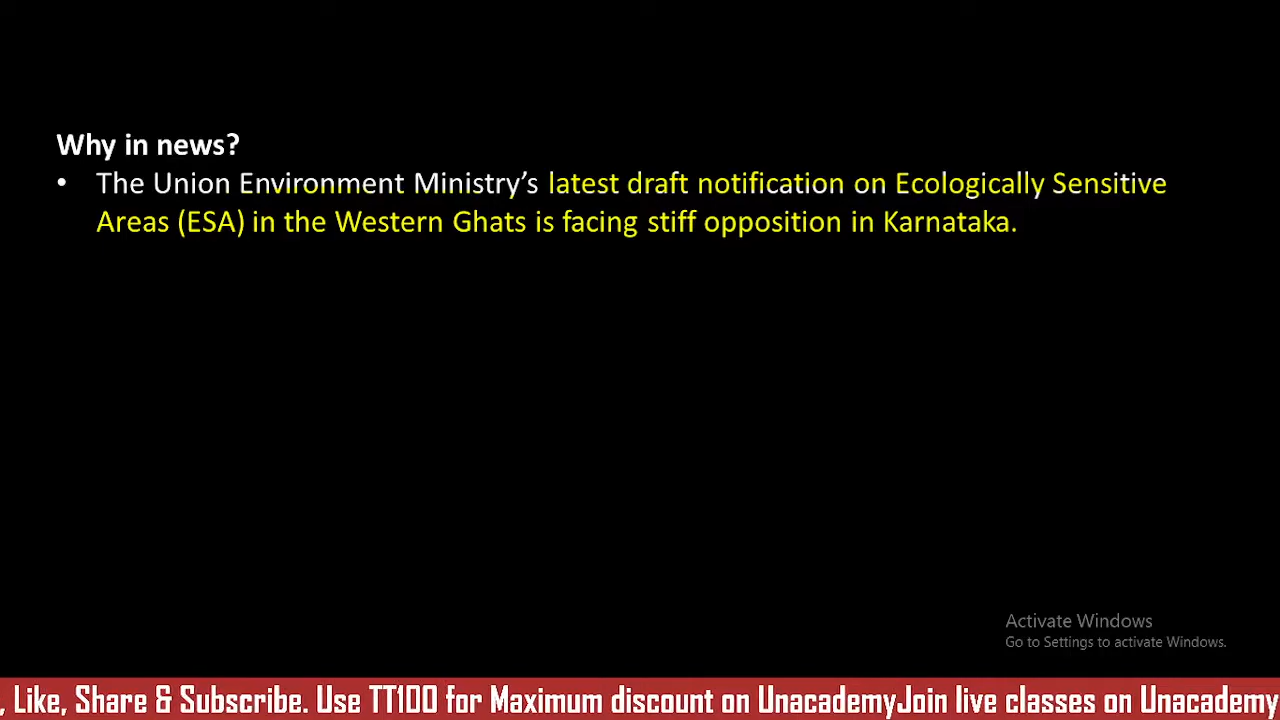 Why in news?
• The Union Environment Ministry’s latest draft notification on Ecologically Sensitive
Areas (ESA) in the Western Ghats is facing stiff opposition in Karnataka.
Activate Windows
Go to Settings to activate Windows.
, Like, Share & Subscribe. Use TT100 for Maximum discount on UnacademyJoin live classes on Unacademy